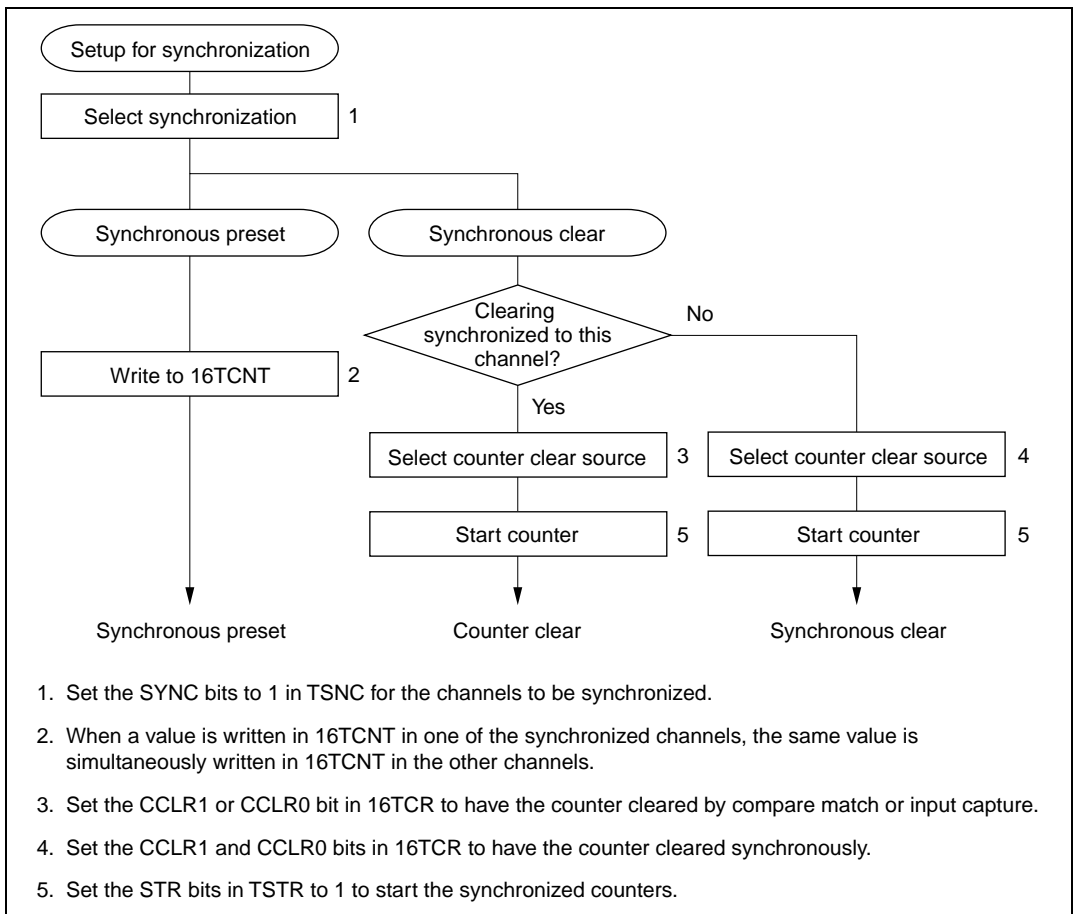 Setup for synchronization
Select synchronization 1
Synchronous preset
Synchronous clear
Clearing
synchronized to this
channel?
No
Write to 16TCNT 2
Yes
Select counter clear source 3
Select counter clear source 4
Start counter 5
Start counter 5
Synchronous preset
Counter clear
Synchronous clear
1. Set the SYNC bits to 1 in TSNC for the channels to be synchronized.
2. When a value is written in 16TCNT in one of the synchronized channels, the same value is
simultaneously written in 16TCNT in the other channels.
3. Set the CCLR1 or CCLR0 bit in 16TCR to have the counter cleared by compare match or input capture.
4. Set the CCLR1 and CCLR0 bits in 16TCR to have the counter cleared synchronously.
5. Set the STR bits in TSTR to 1 to start the synchronized counters.